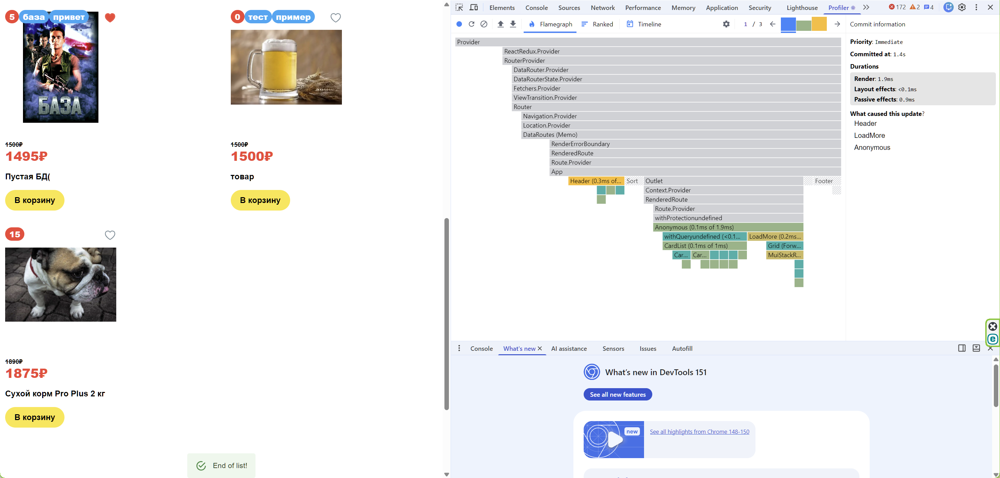 5 база привет
БАЗА
1500₽
1495₽
Пустая БД(
В корзину
0 тест пример
1500₽
1500₽
товар
В корзину
15
1890₽
1875₽
Сухой корм Pro Plus 2 кг
В корзину
End of list!
Elements Console Sources Network Performance Memory Application Security Lighthouse Profiler 172 2 4
Flamegraph Ranked Timeline 1 / 3
Provider
ReactRedux.Provider
RouterProvider
DataRouter.Provider
DataRouterState.Provider
Fetchers.Provider
ViewTransition.Provider
Router
Navigation.Provider
Location.Provider
DataRoutes (Memo)
RenderErrorBoundary
RenderedRoute
Route.Provider
App
Header (0.3ms of... Sort Outlet Footer
Context.Provider
RenderedRoute
Route.Provider
withProtectionundefined
Anonymous (0.1ms of 1.9ms)
withQueryundefined (<0.1... LoadMore (0.2ms...
CardList (0.1ms of 1ms) Grid (Forw...
Car... Car... MuiStackR...
Commit information
Priority: Immediate
Committed at: 1.4s
Durations
Render: 1.9ms
Layout effects: <0.1ms
Passive effects: 0.9ms
What caused this update?
Header
LoadMore
Anonymous
Console What's new AI assistance Sensors Issues Autofill
What's new in DevTools 151
See all new features
new
See all highlights from Chrome 148-150